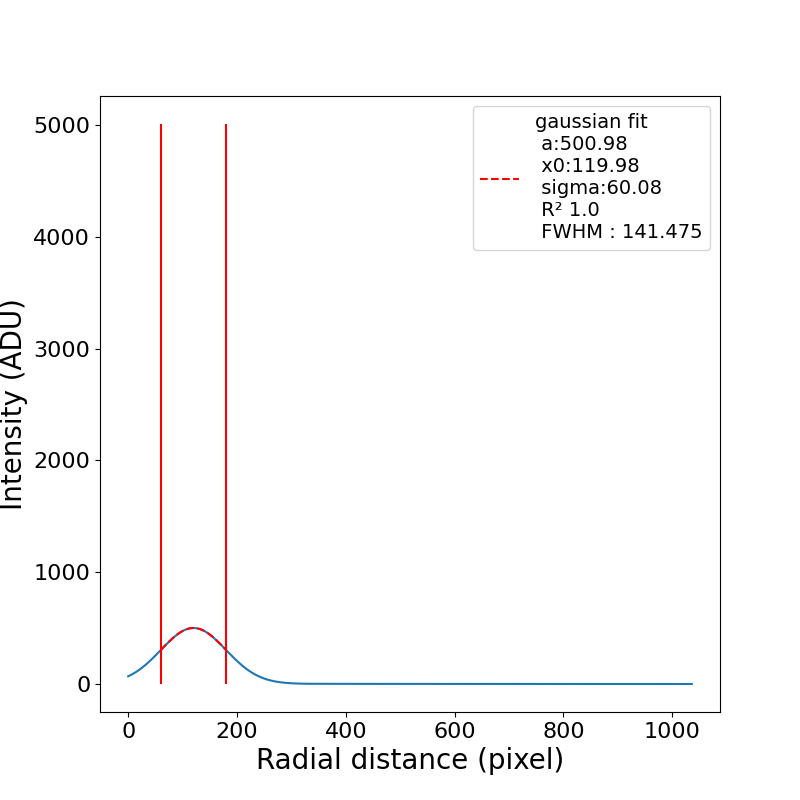 gaussian fit
a:500.98
x0:119.98
sigma:60.08
R² 1.0
FWHM : 141.475
5000
4000
3000
2000
1000
0
Intensity (ADU)
0 200 400 600 800 1000
Radial distance (pixel)